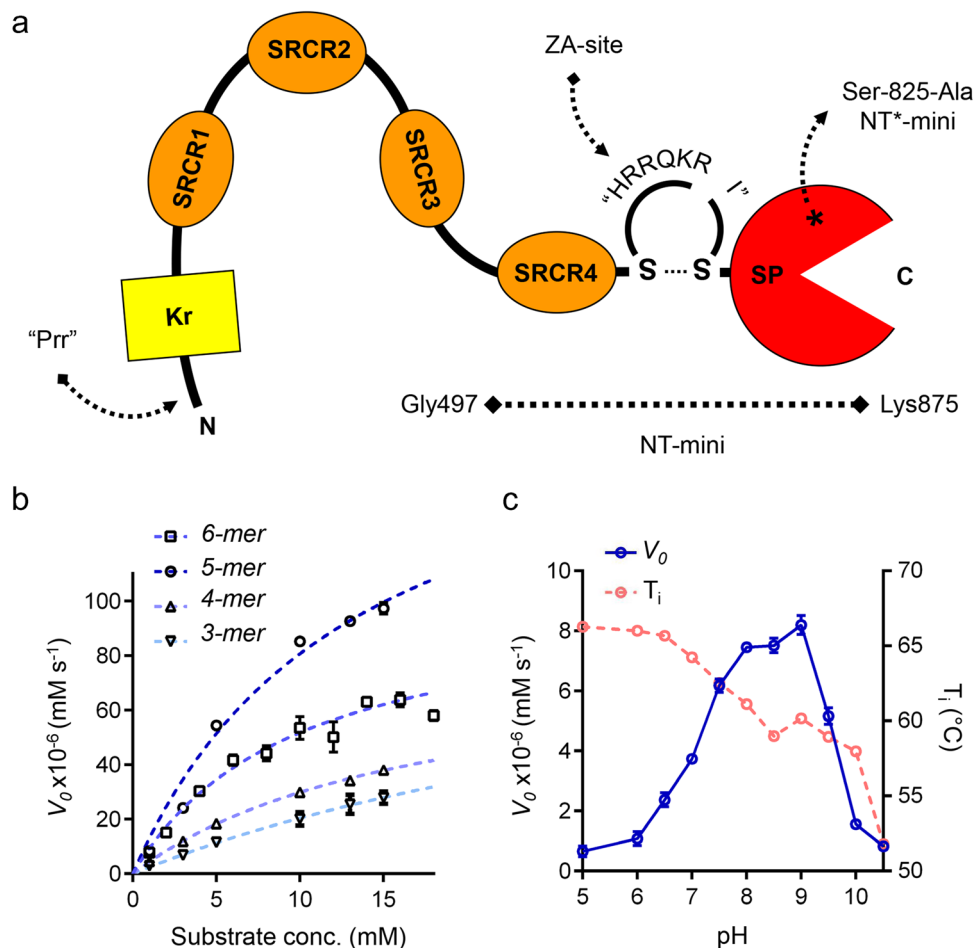 a
SRCR2
SRCR1
SRCR3
SRCR4
Kr
"Prr"
N
ZA-site
"HRRQKR
I"
S
S
SP
*
C
Ser-825-Ala
NT*-mini
Gly497
Lys875
NT-mini
b
6-mer
5-mer
4-mer
3-mer
100
80
60
40
20
0
V0 x10-6 (mM s-1)
0
5
10
15
Substrate conc. (mM)
c
V0
Ti
10
8
6
4
2
0
V0 x10-6 (mM s-1)
70
65
60
55
50
Ti (°C)
5
6
7
8
9
10
pH